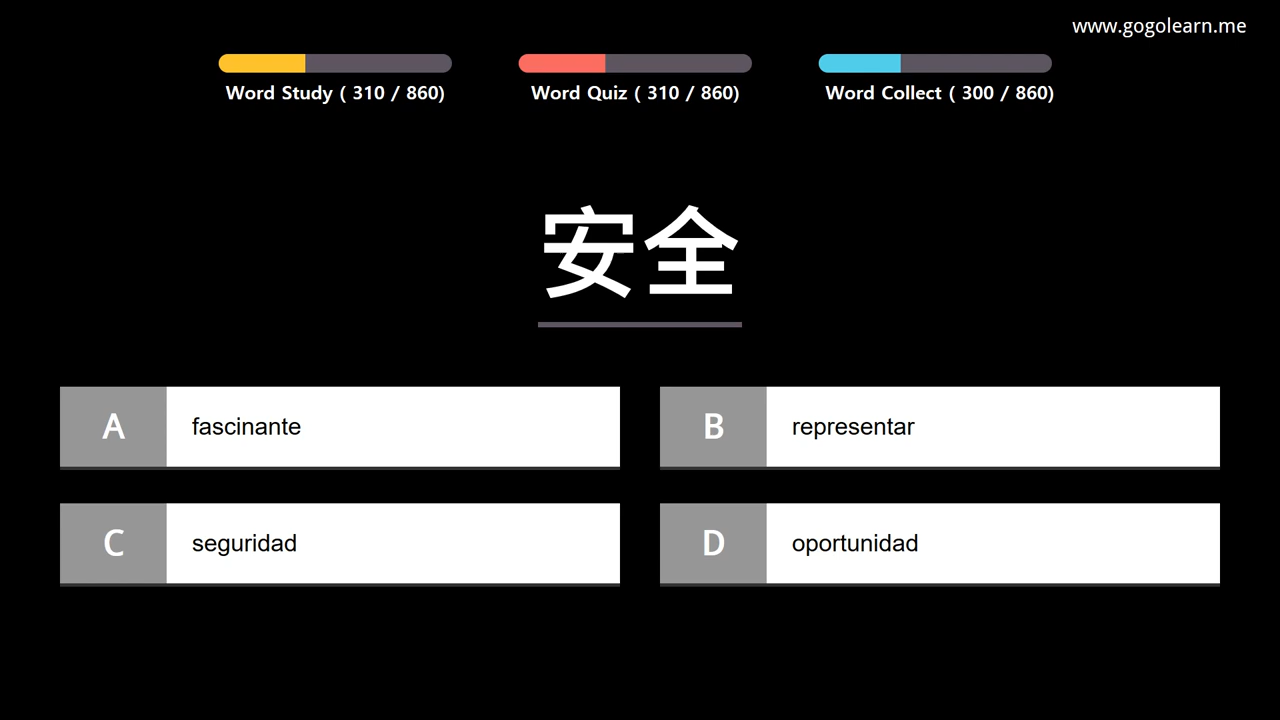 www.gogolearn.me
Word Study ( 310 / 860)
Word Quiz ( 310 / 860)
Word Collect ( 300 / 860)
安全
A fascinante
B representar
C seguridad
D oportunidad